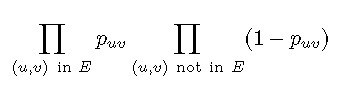 ∏_{(u,v) in E} p_{uv} ∏_{(u,v) not in E} (1 − p_{uv})